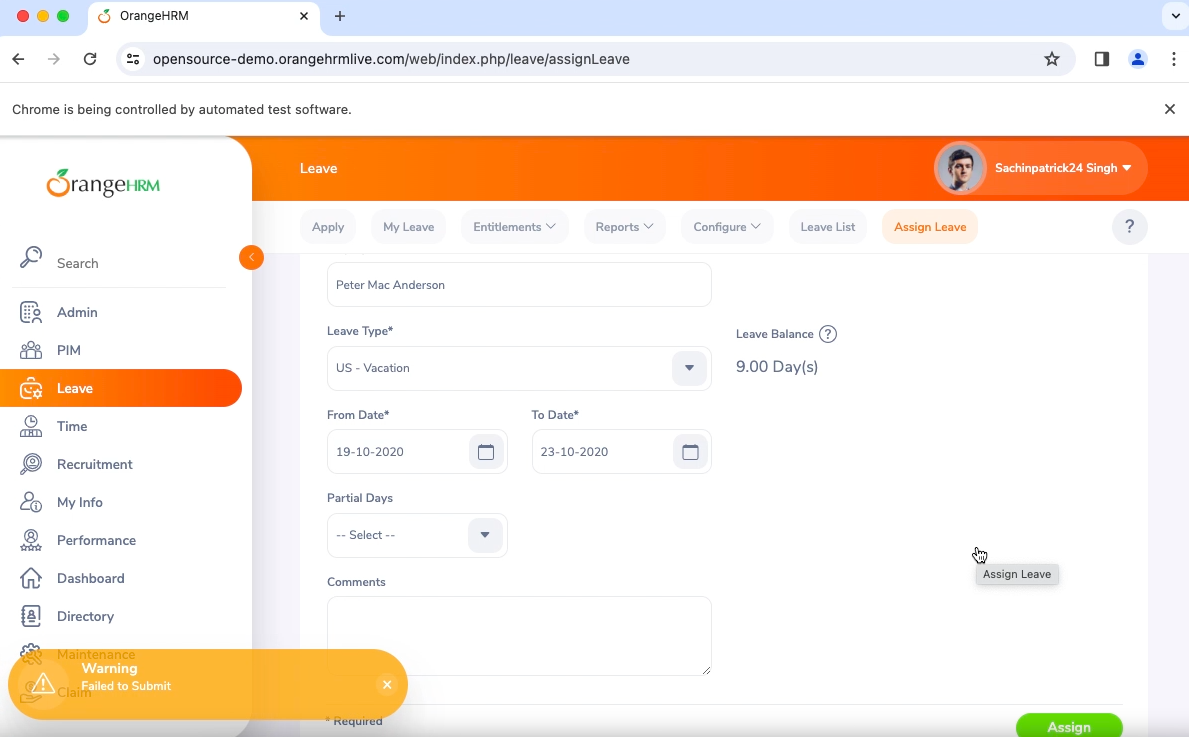 OrangeHRM
opensource-demo.orangehrmlive.com/web/index.php/leave/assignLeave
Chrome is being controlled by automated test software.
OrangeHRM
Leave
Sachinpatrick24 Singh
Apply
My Leave
Entitlements
Reports
Configure
Leave List
Assign Leave
?
Search
Admin
PIM
Leave
Time
Recruitment
My Info
Performance
Dashboard
Directory
Maintenance
Claim
Peter Mac Anderson
Leave Type*
Leave Balance ?
US - Vacation
9.00 Day(s)
From Date*
To Date*
19-10-2020
23-10-2020
Partial Days
-- Select --
Assign Leave
Comments
Warning
Failed to Submit
* Required
Assign